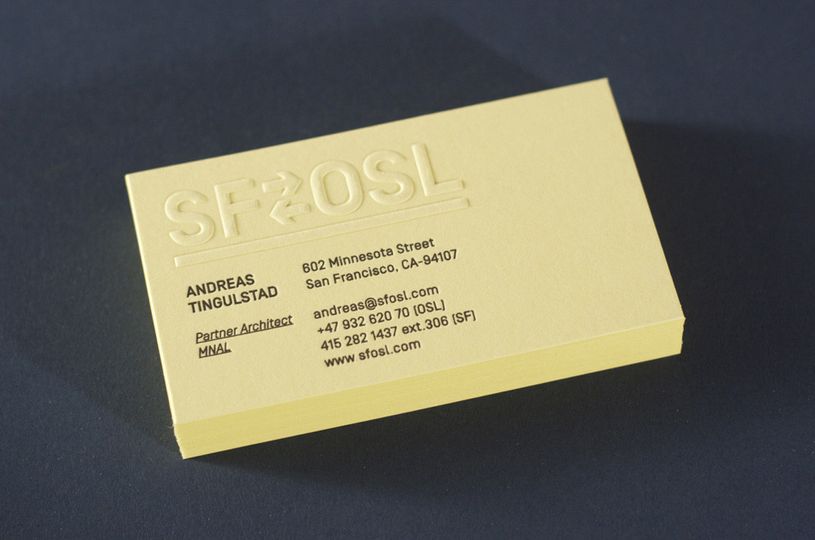 SF⇄OSL
ANDREAS
TINGULSTAD
Partner Architect
MNAL
602 Minnesota Street
San Francisco, CA-94107
andreas@sfosl.com
+47 932 620 70 [OSL]
415 282 1437 ext.306 [SF]
www sfosl.com